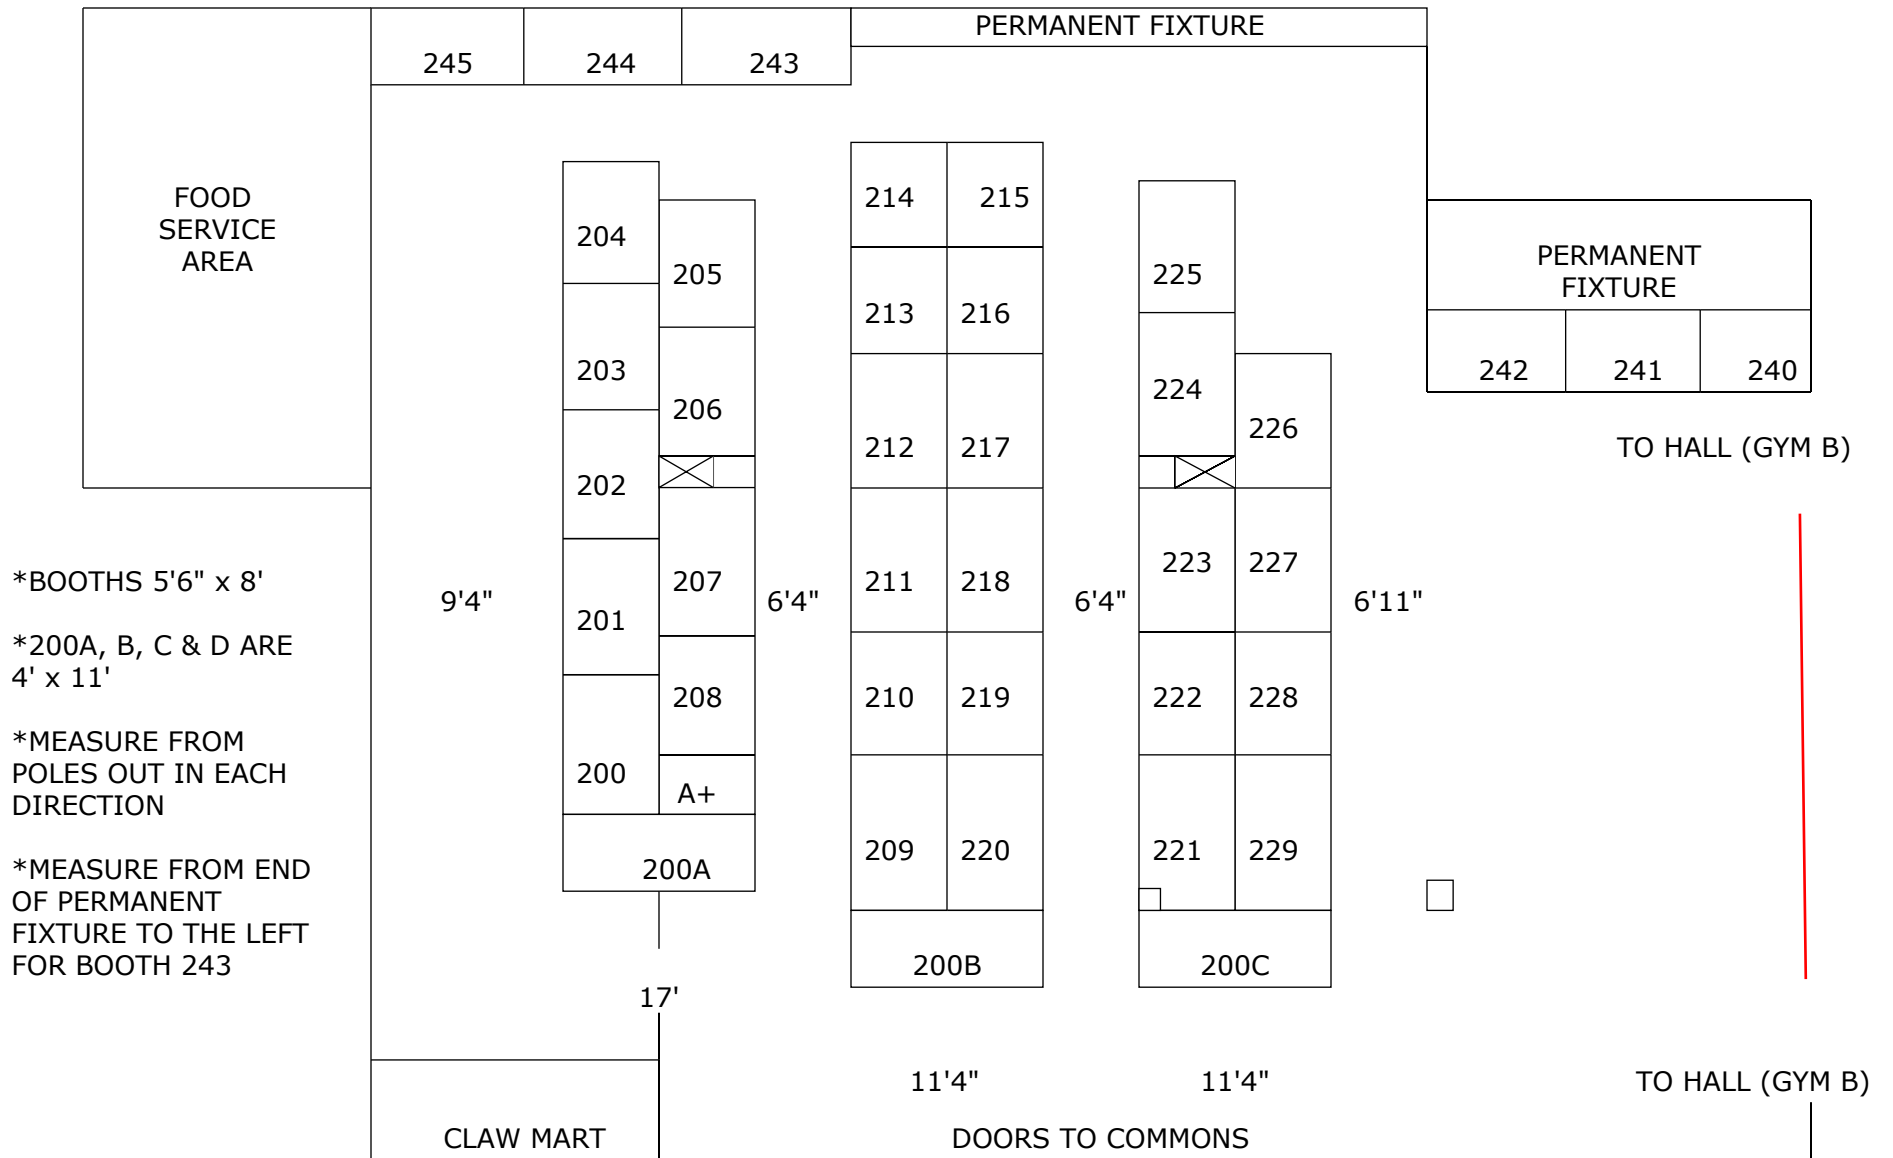 PERMANENT FIXTURE
245
244
243
FOOD
SERVICE
AREA
204
205
203
206
202
207
201
208
200
A+
200A
214
215
213
216
212
217
211
218
210
219
209
220
200B
225
224
226
223
227
222
228
221
229
200C
PERMANENT
FIXTURE
242
241
240
TO HALL (GYM B)
*BOOTHS 5'6" x 8'
*200A, B, C & D ARE
4' x 11'
*MEASURE FROM
POLES OUT IN EACH
DIRECTION
*MEASURE FROM END
OF PERMANENT
FIXTURE TO THE LEFT
FOR BOOTH 243
9'4"
6'4"
6'4"
6'11"
17'
11'4"
11'4"
TO HALL (GYM B)
CLAW MART
DOORS TO COMMONS